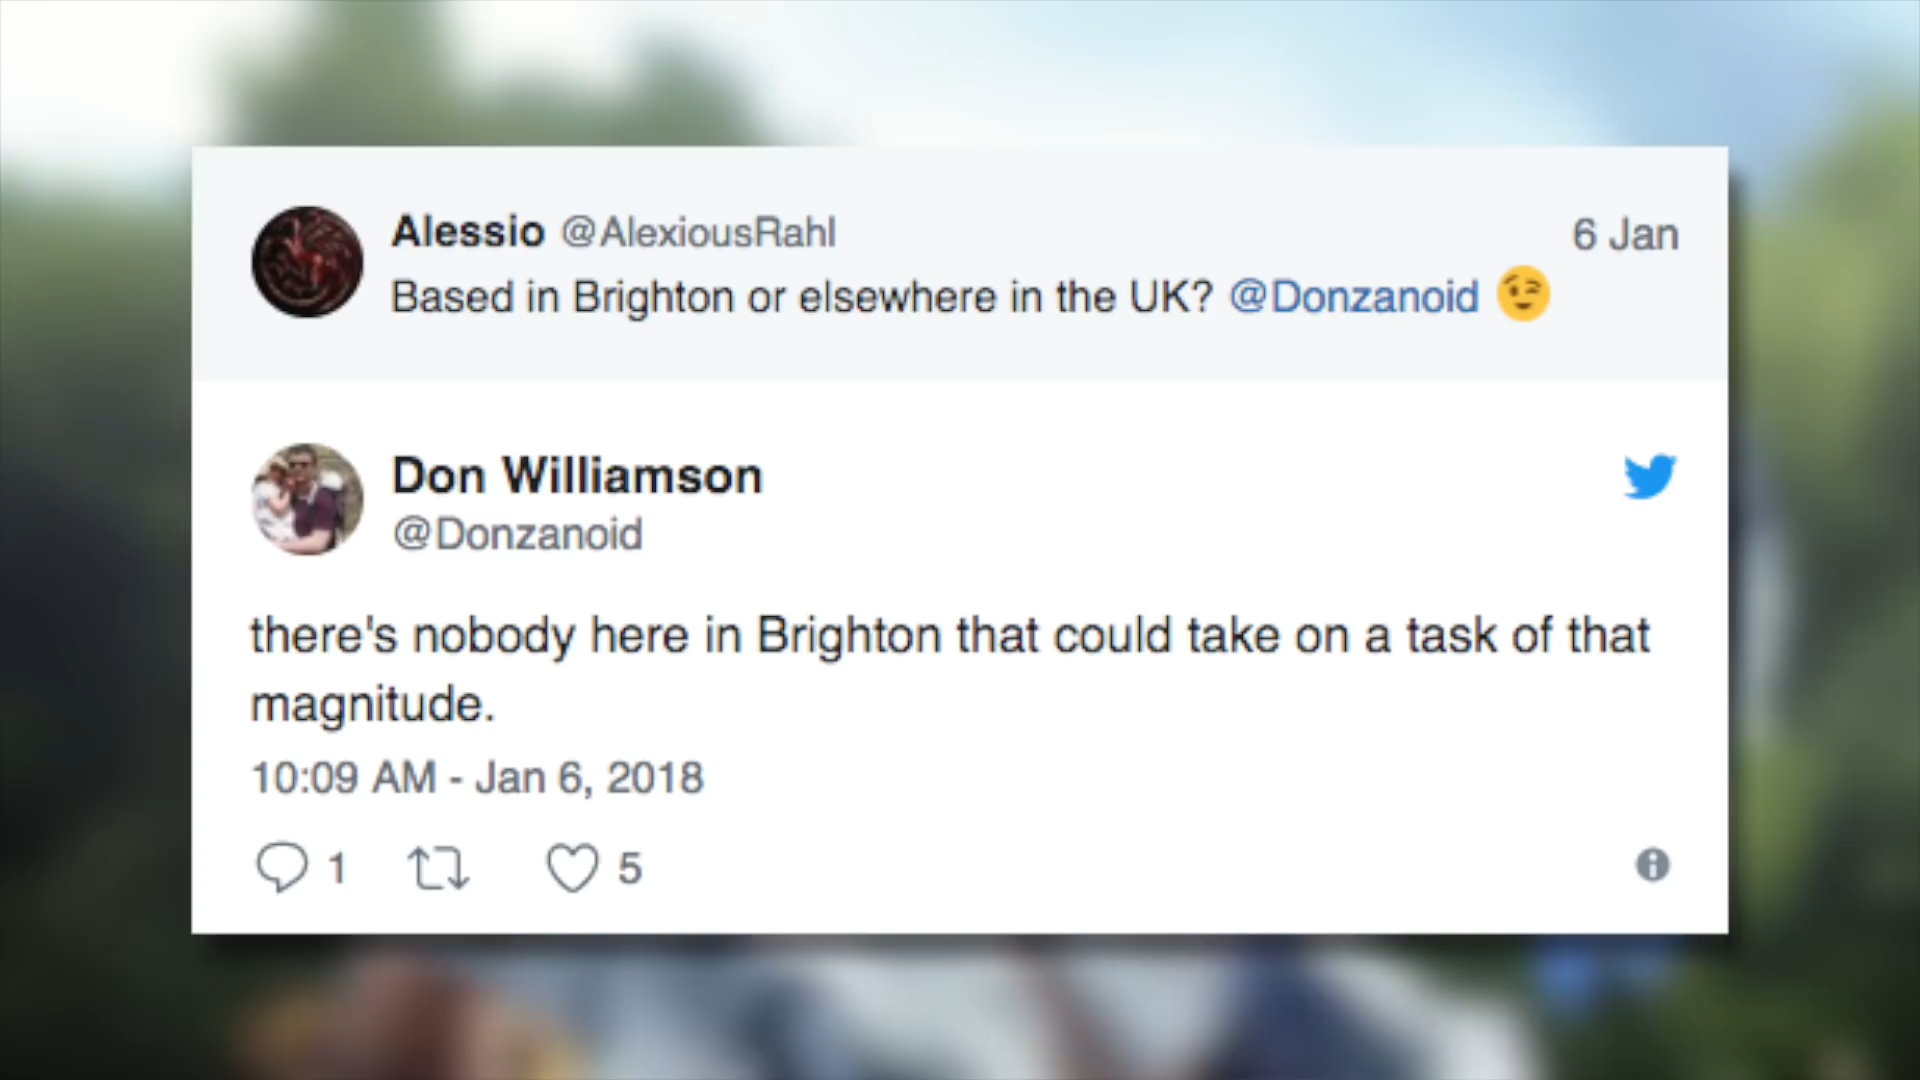 Alessio @AlexiousRahl 6 Jan
Based in Brighton or elsewhere in the UK? @Donzanoid 😉
Don Williamson
@Donzanoid
there's nobody here in Brighton that could take on a task of that
magnitude.
10:09 AM - Jan 6, 2018
1 5